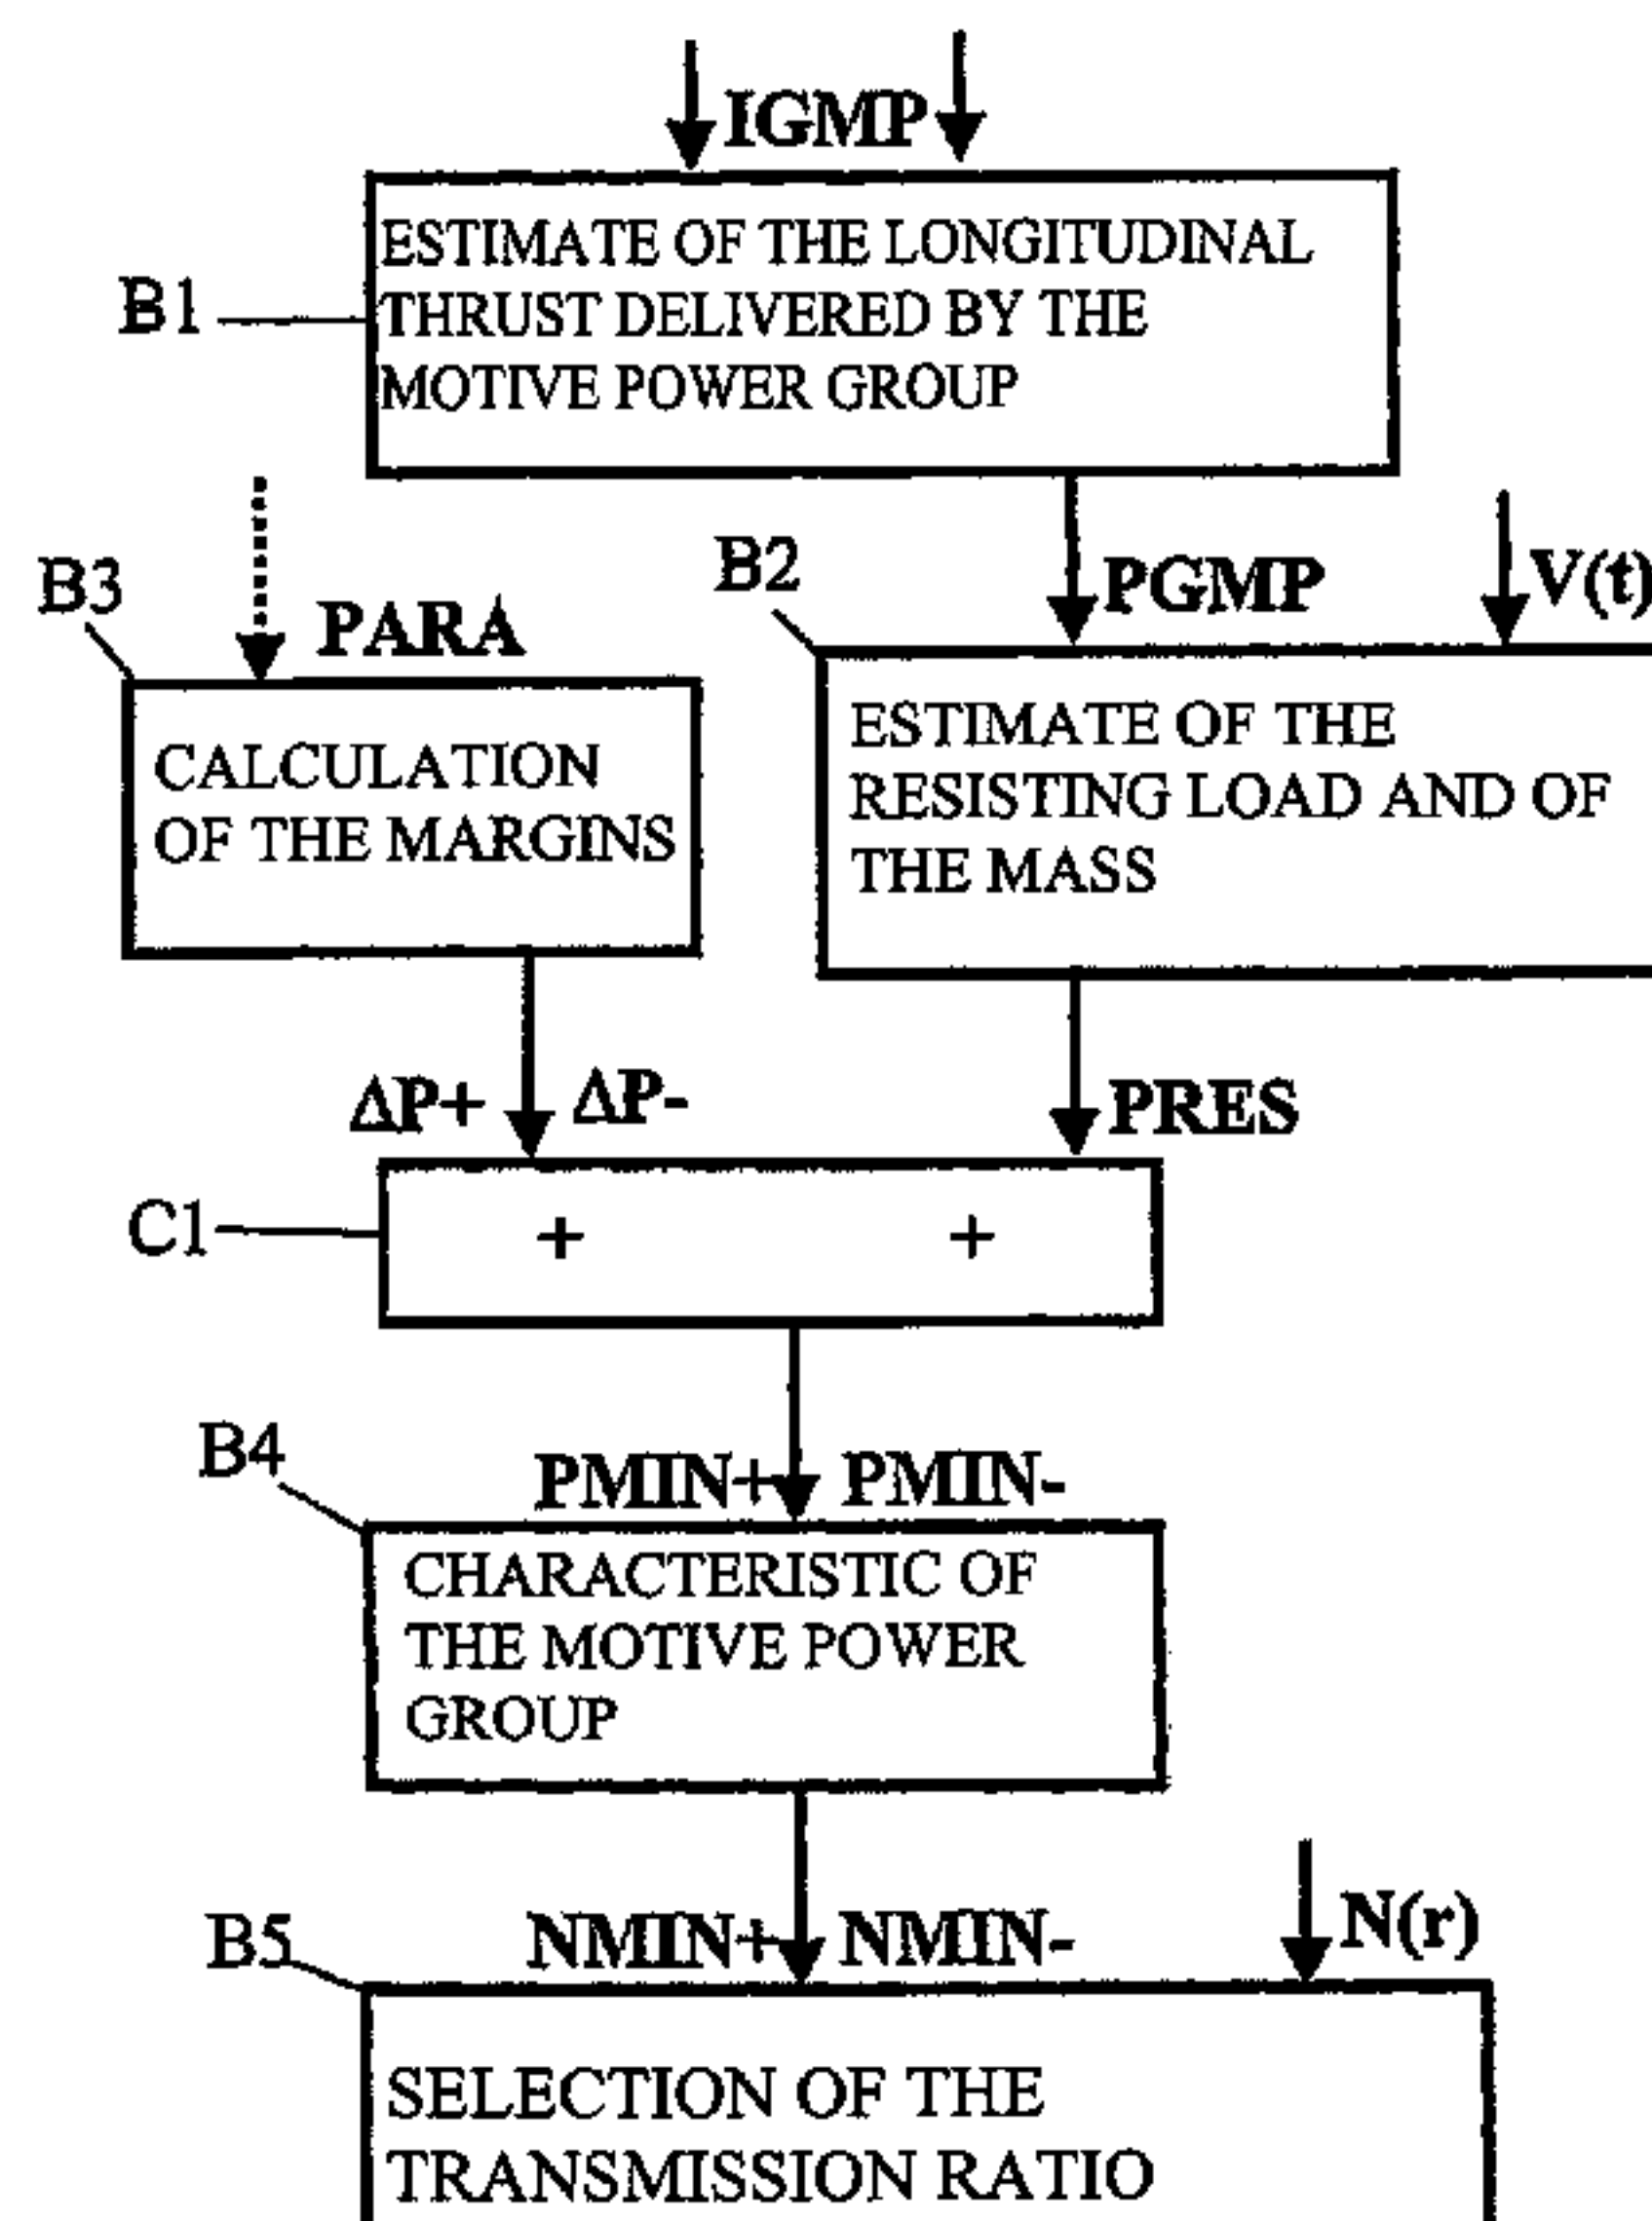 IGMP
ESTIMATE OF THE LONGITUDINAL
THRUST DELIVERED BY THE
MOTIVE POWER GROUP
B1
B3
PARA
B2
PGMP
V(t)
CALCULATION
OF THE MARGINS
ESTIMATE OF THE
RESISTING LOAD AND OF
THE MASS
ΔP+
ΔP-
PRES
C1
+
+
B4
PMIN+
PMIN-
CHARACTERISTIC OF
THE MOTIVE POWER
GROUP
B5
NMIN+
NMIN-
N(r)
SELECTION OF THE
TRANSMISSION RATIO